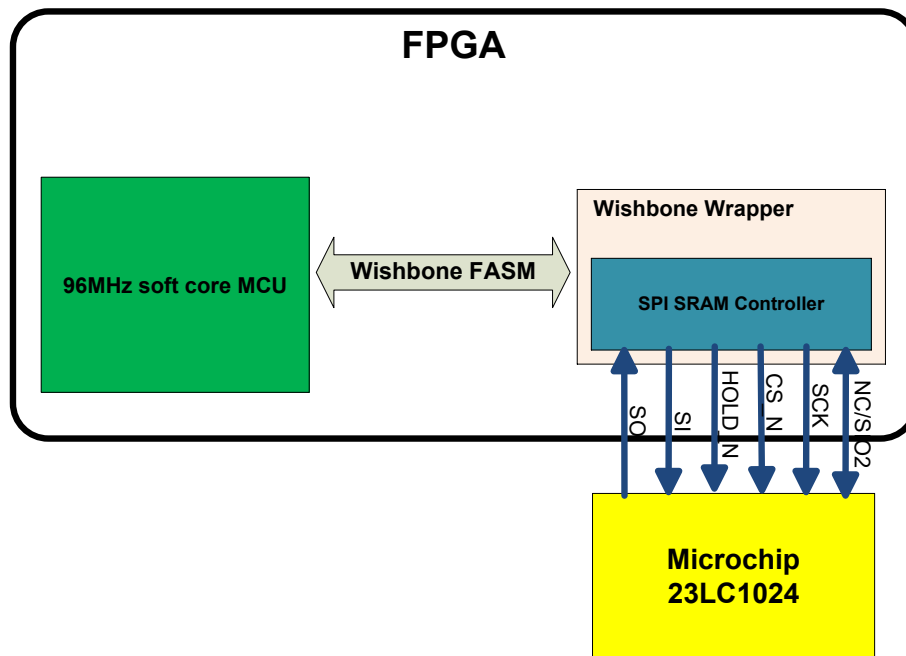 FPGA
96MHz soft core MCU
Wishbone FASM
Wishbone Wrapper
SPI SRAM Controller
SO
SI
HOLD_N
CS_N
SCK
NC/SIO2
Microchip
23LC1024